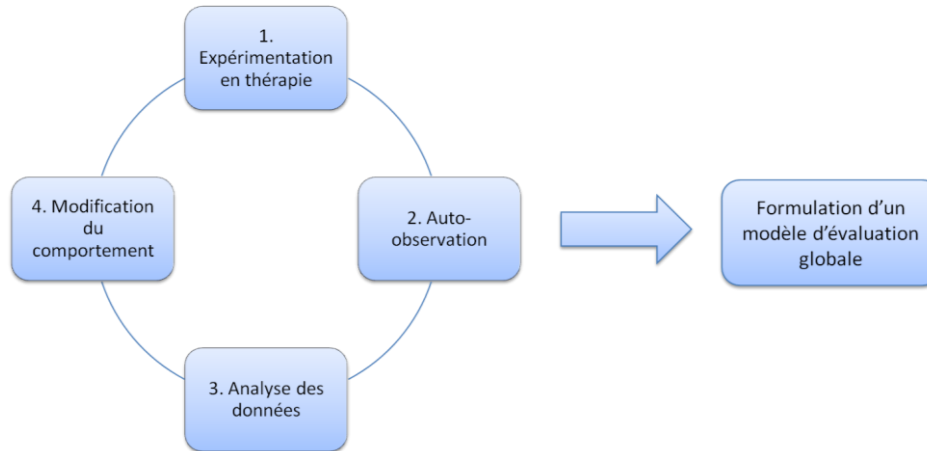 1.
Expérimentation
en thérapie
4. Modification
du
comportement
2. Auto-
observation
Formulation d'un
modèle d'évaluation
globale
3. Analyse des
données